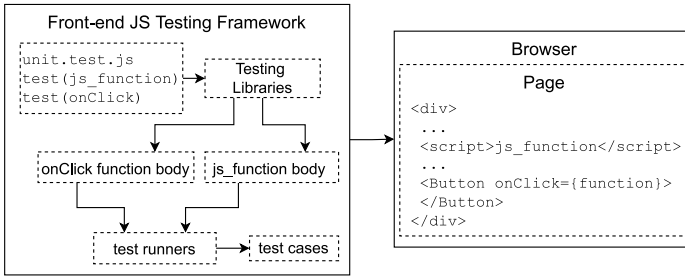 Front-end JS Testing Framework
unit.test.js
test(js_function)
test(onClick)
Testing
Libraries
onClick function body
js_function body
test runners
test cases
Browser
Page
<div>
...
<script>js_function</script>
...
<Button onClick={function}>
</Button>
</div>